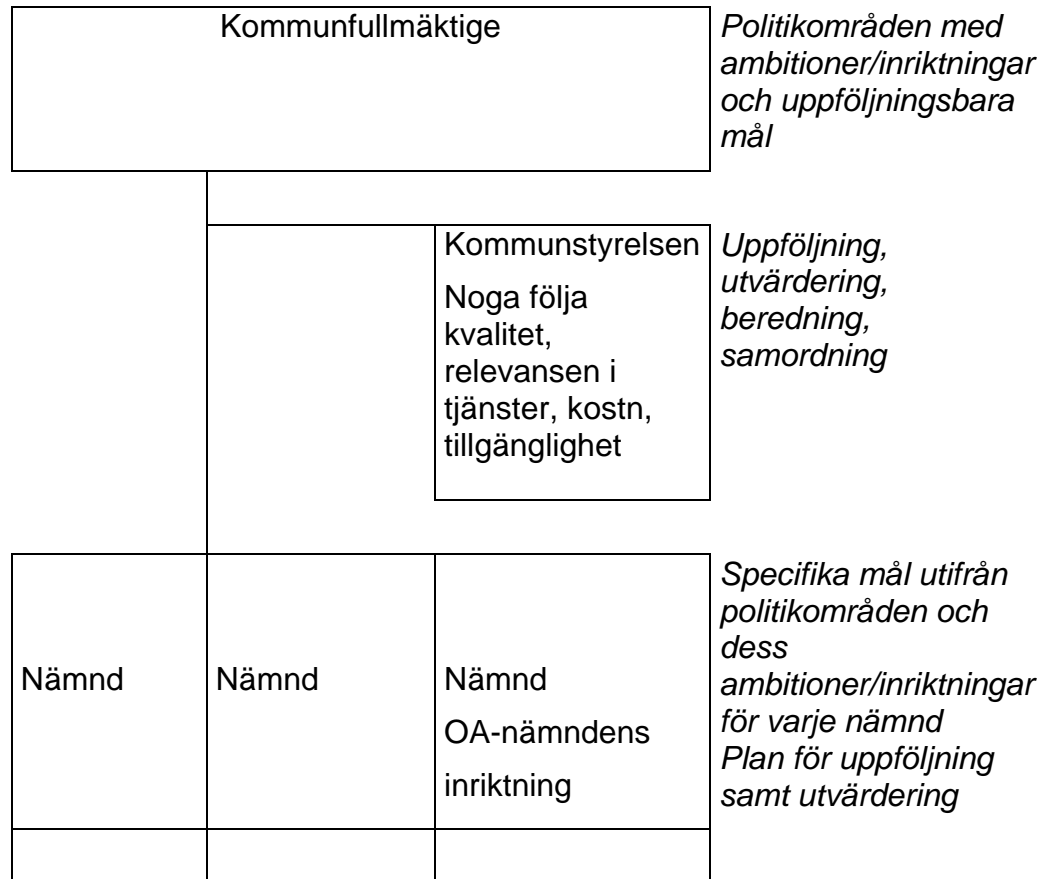 Kommunfullmäktige
Politikområden med
ambitioner/inriktningar
och uppföljningsbara
mål
Kommunstyrelsen
Noga följa
kvalitet,
relevansen i
tjänster, kostn,
tillgänglighet
Uppföljning,
utvärdering,
beredning,
samordning
Nämnd
Nämnd
Nämnd
OA-nämndens
inriktning
Specifika mål utifrån
politikområden och
dess
ambitioner/inriktningar
för varje nämnd
Plan för uppföljning
samt utvärdering